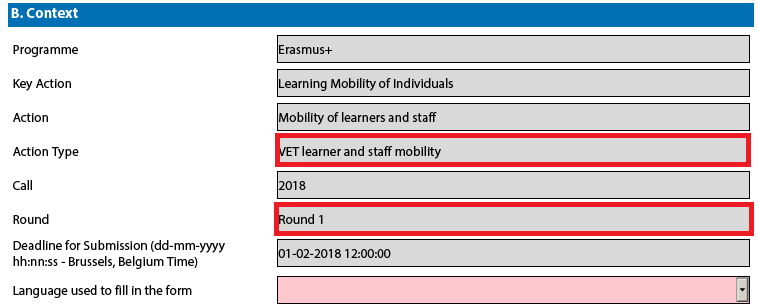 B. Context
Programme
Erasmus+
Key Action
Learning Mobility of Individuals
Action
Mobility of learners and staff
Action Type
VET learner and staff mobility
Call
2018
Round
Round 1
Deadline for Submission (dd-mm-yyyy
hh:nn:ss - Brussels, Belgium Time)
01-02-2018 12:00:00
Language used to fill in the form